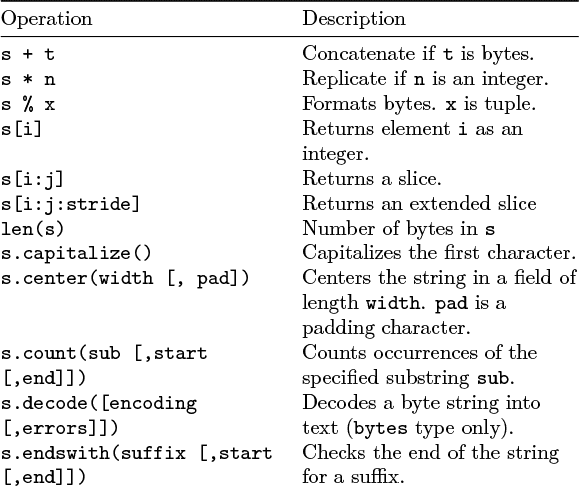 Operation Description
s + t Concatenate if t is bytes.
s * n Replicate if n is an integer.
s % x Formats bytes. x is tuple.
s[i] Returns element i as an
integer.
s[i:j] Returns a slice.
s[i:j:stride] Returns an extended slice
len(s) Number of bytes in s
s.capitalize() Capitalizes the first character.
s.center(width [, pad]) Centers the string in a field of
length width. pad is a
padding character.
s.count(sub [,start Counts occurrences of the
[,end]]) specified substring sub.
s.decode([encoding Decodes a byte string into
[,errors]]) text (bytes type only).
s.endswith(suffix [,start Checks the end of the string
[,end]]) for a suffix.